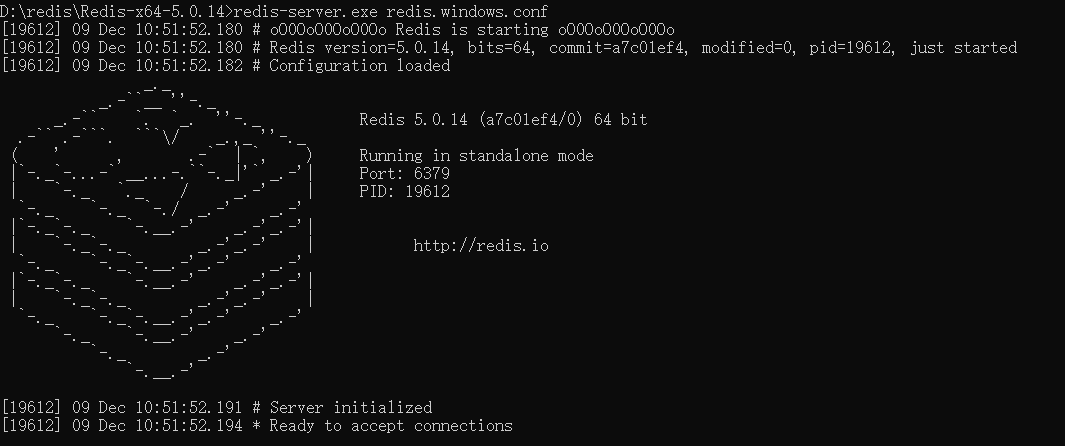 D:\redis\Redis-x64-5.0.14>redis-server.exe redis.windows.conf
[19612] 09 Dec 10:51:52.180 # oO0OoO0OoO0Oo Redis is starting oO0OoO0OoO0Oo
[19612] 09 Dec 10:51:52.180 # Redis version=5.0.14, bits=64, commit=a7c01ef4, modified=0, pid=19612, just started
[19612] 09 Dec 10:51:52.182 # Configuration loaded
Redis 5.0.14 (a7c01ef4/0) 64 bit
Running in standalone mode
Port: 6379
PID: 19612
http://redis.io
[19612] 09 Dec 10:51:52.191 # Server initialized
[19612] 09 Dec 10:51:52.194 * Ready to accept connections